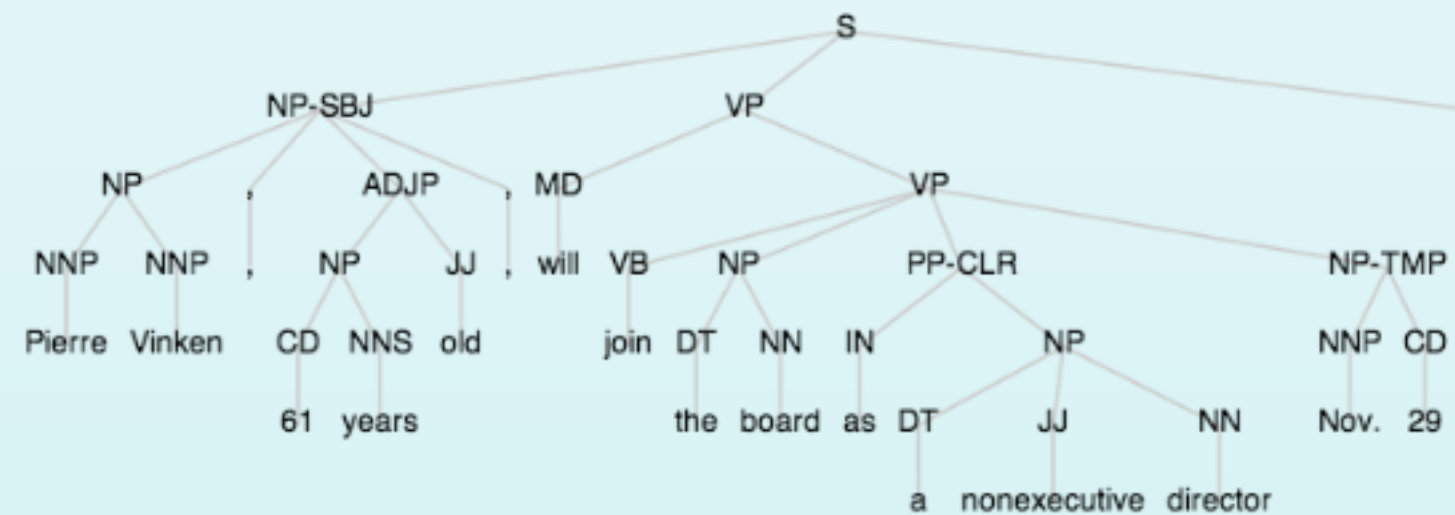 S
NP-SBJ VP
NP , ADJP , MD VP
NNP NNP , NP JJ , will VB NP PP-CLR NP-TMP
Pierre Vinken CD NNS old join DT NN IN NP NNP CD
61 years the board as DT JJ NN Nov. 29
a nonexecutive director